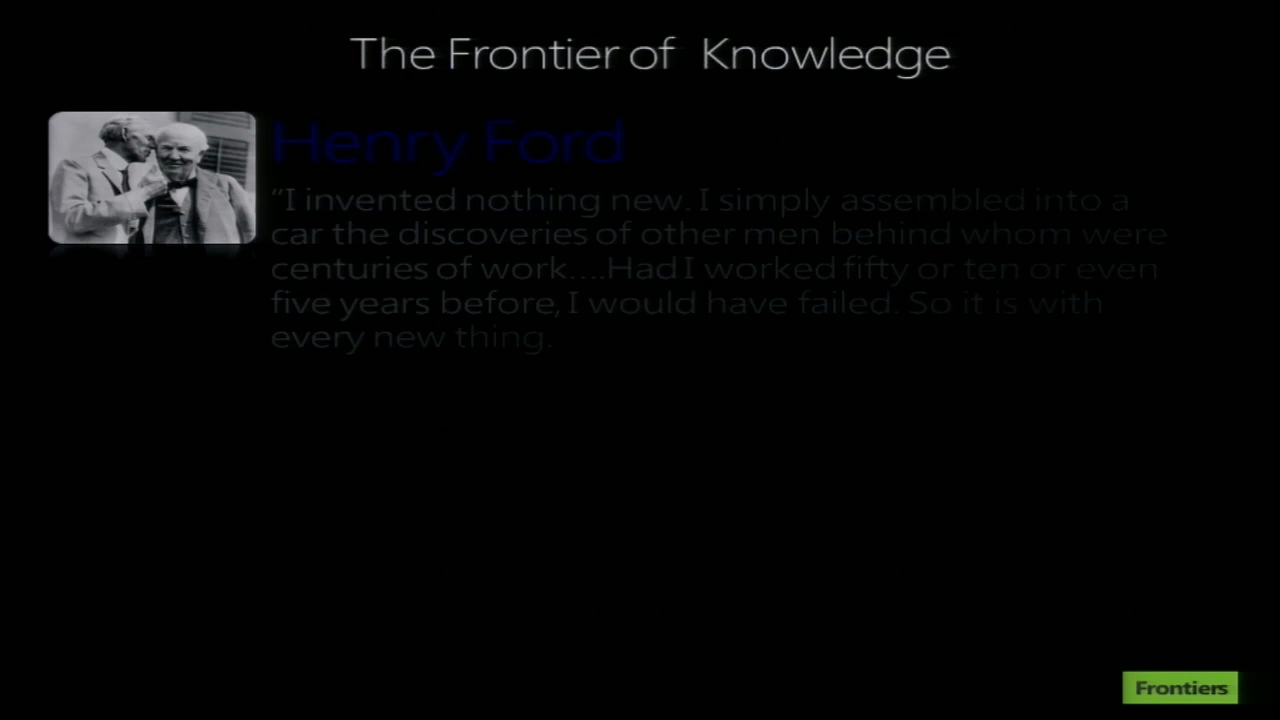 The Frontier of Knowledge
Henry Ford
“I invented nothing new. I simply assembled into a
car the discoveries of other men behind whom were
centuries of work....Had I worked fifty or ten or even
five years before, I would have failed. So it is with
every new thing.
Frontiers